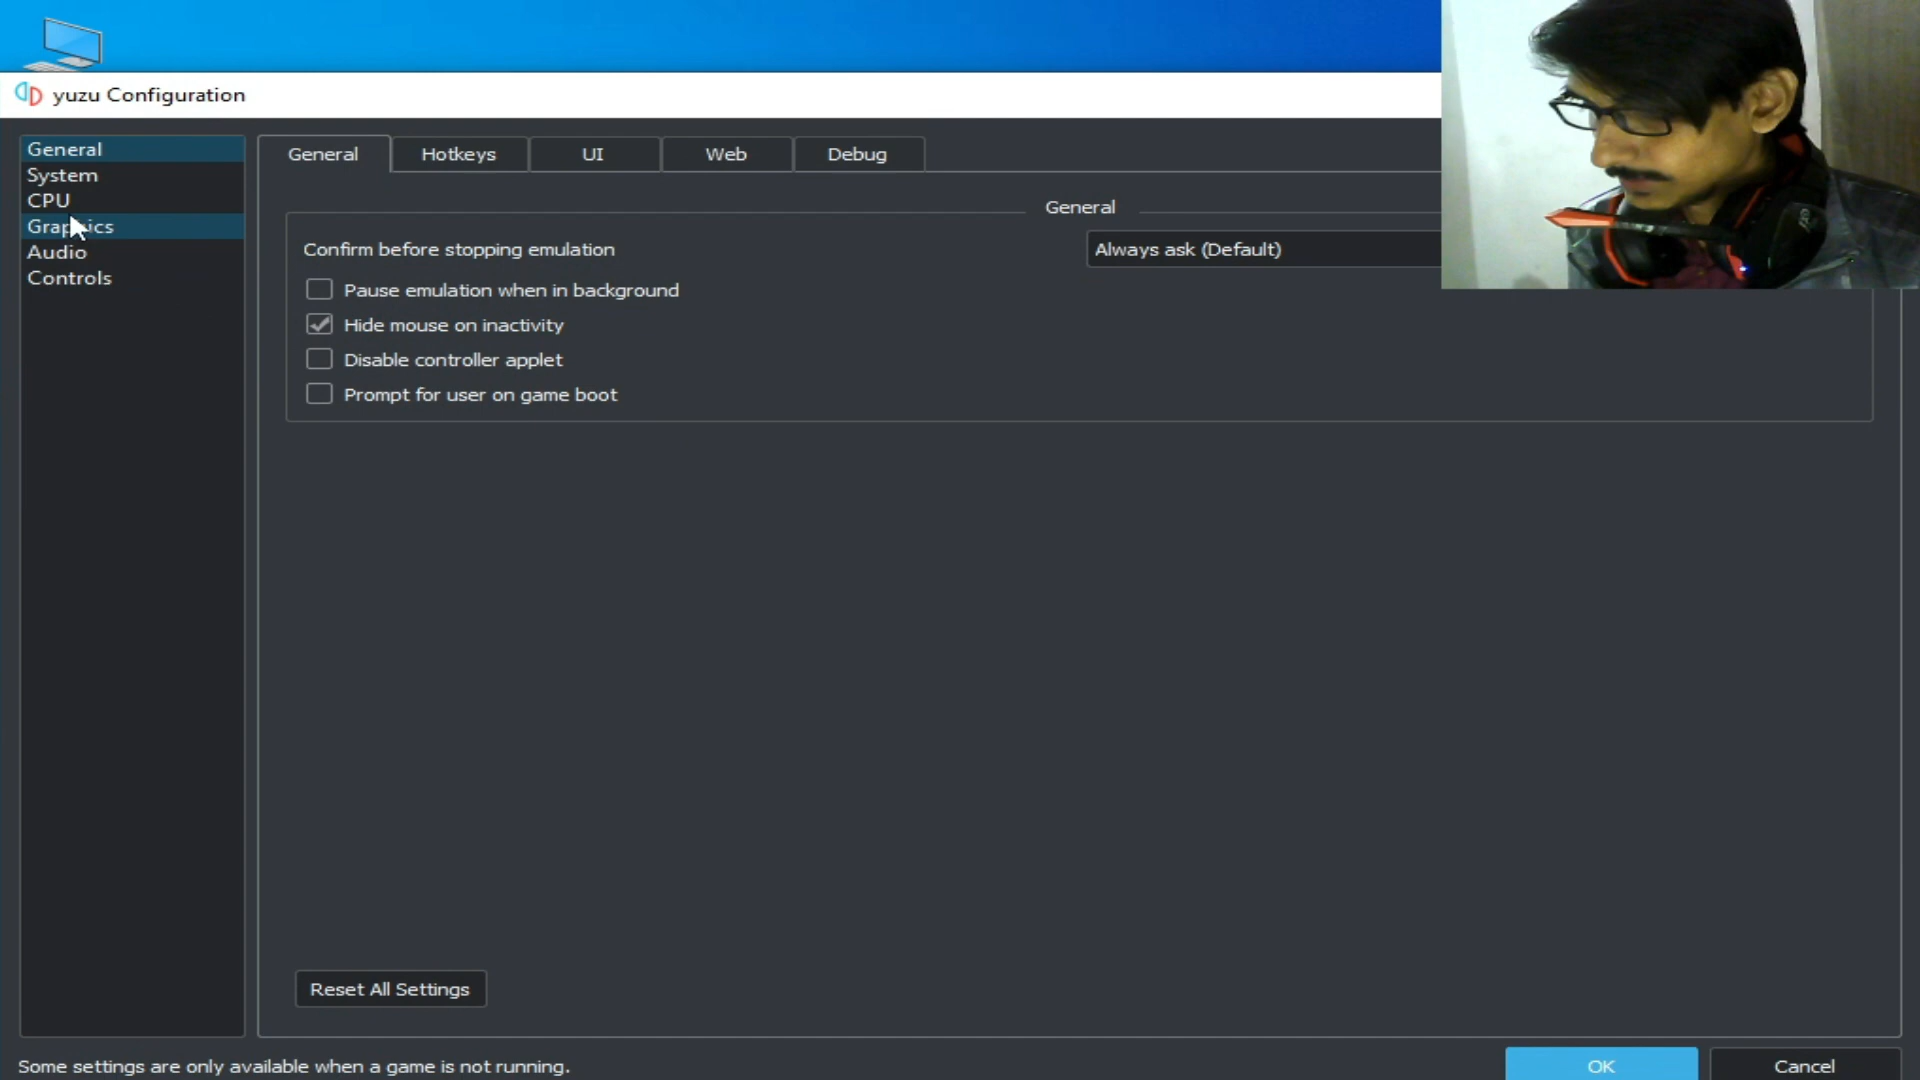 yuzu Configuration
General
System
CPU
Graphics
Audio
Controls
General Hotkeys UI Web Debug
General
Confirm before stopping emulation Always ask (Default)
Pause emulation when in background
Hide mouse on inactivity
Disable controller applet
Prompt for user on game boot
Reset All Settings
Some settings are only available when a game is not running. OK Cancel